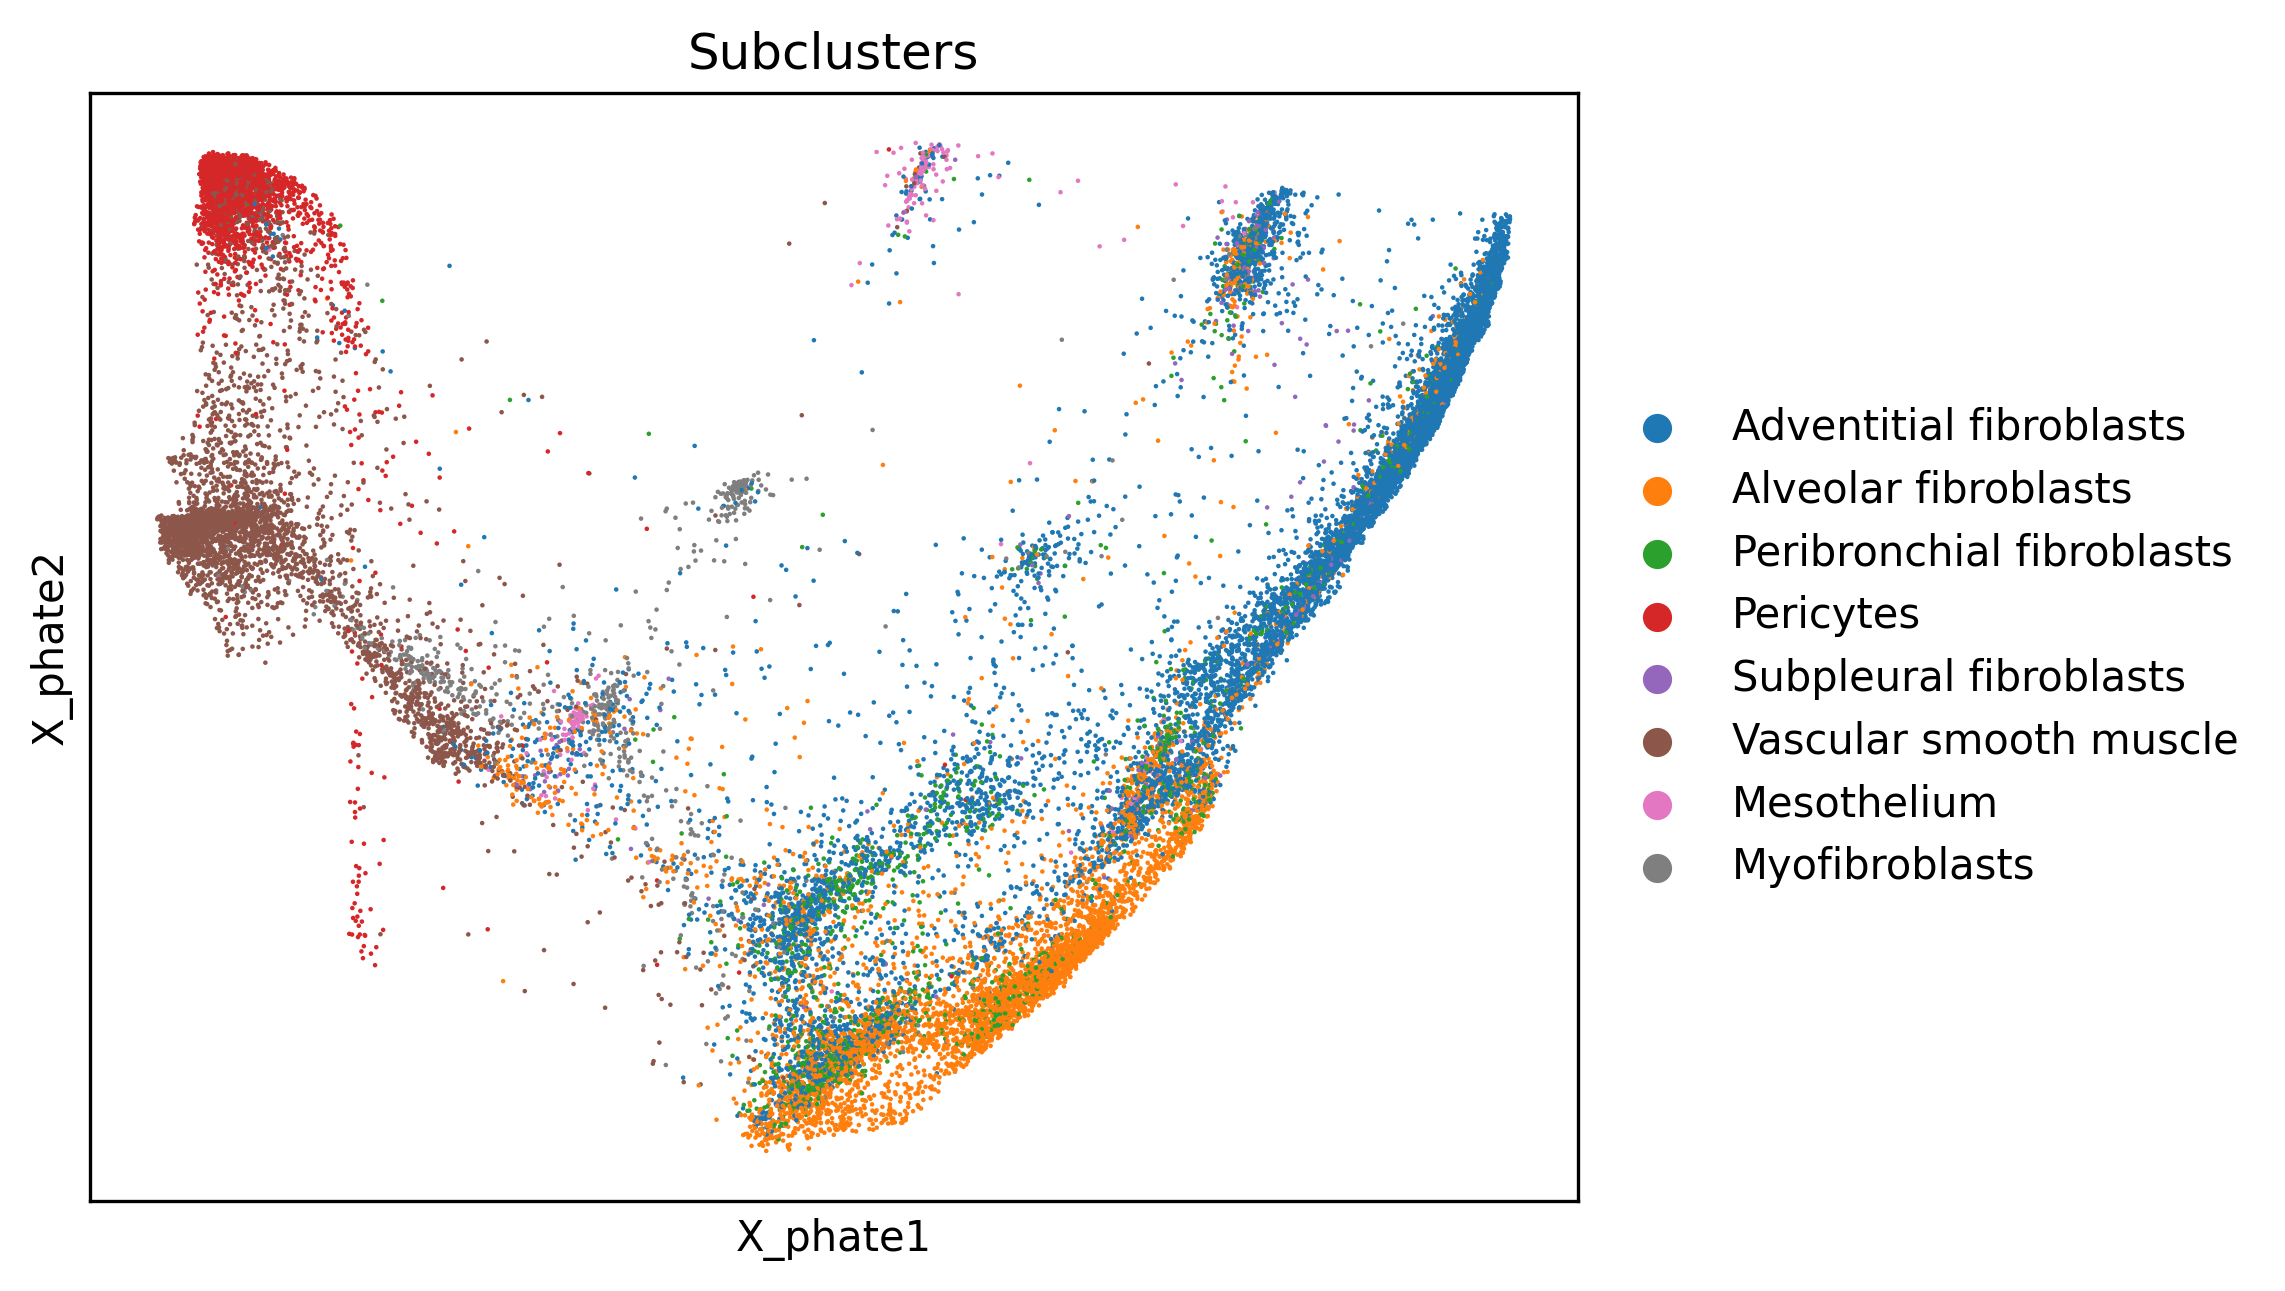 Subclusters
X_phate2
X_phate1
Adventitial fibroblasts
Alveolar fibroblasts
Peribronchial fibroblasts
Pericytes
Subpleural fibroblasts
Vascular smooth muscle
Mesothelium
Myofibroblasts